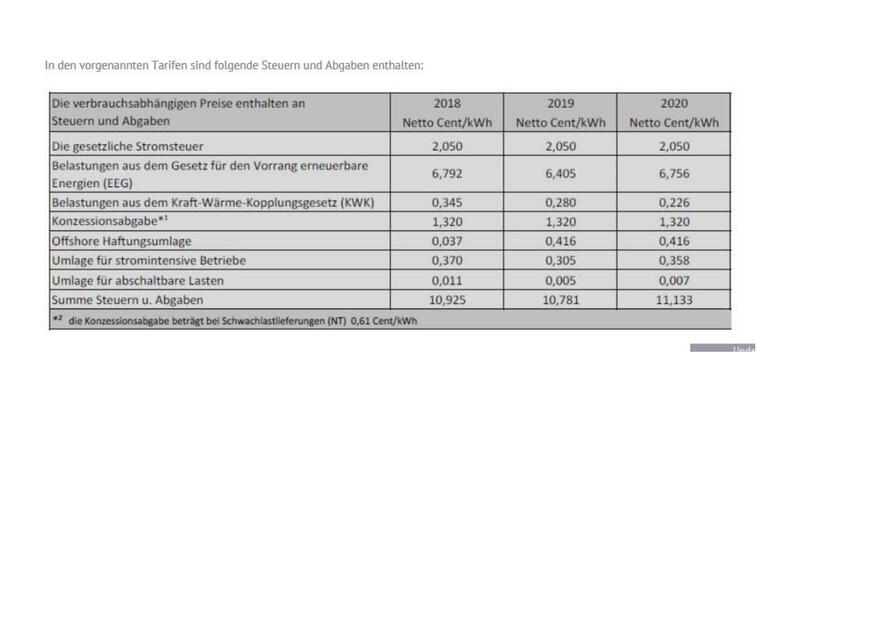 In den vorgenannten Tarifen sind folgende Steuern und Abgaben enthalten:
Die verbrauchsabhängigen Preise enthalten an 2018 2019 2020
Steuern und Abgaben Netto Cent/kWh Netto Cent/kWh Netto Cent/kWh
Die gesetzliche Stromsteuer 2,050 2,050 2,050
Belastungen aus dem Gesetz für den Vorrang erneuerbare
Energien (EEG) 6,792 6,405 6,756
Belastungen aus dem Kraft-Wärme-Kopplungsgesetz (KWK) 0,345 0,280 0,226
Konzessionsabgabe*¹ 1,320 1,320 1,320
Offshore Haftungsumlage 0,037 0,416 0,416
Umlage für stromintensive Betriebe 0,370 0,305 0,358
Umlage für abschaltbare Lasten 0,011 0,005 0,007
Summe Steuern u. Abgaben 10,925 10,781 11,133
*² die Konzessionsabgabe beträgt bei Schwachlastlieferungen (NT) 0,61 Cent/kWh